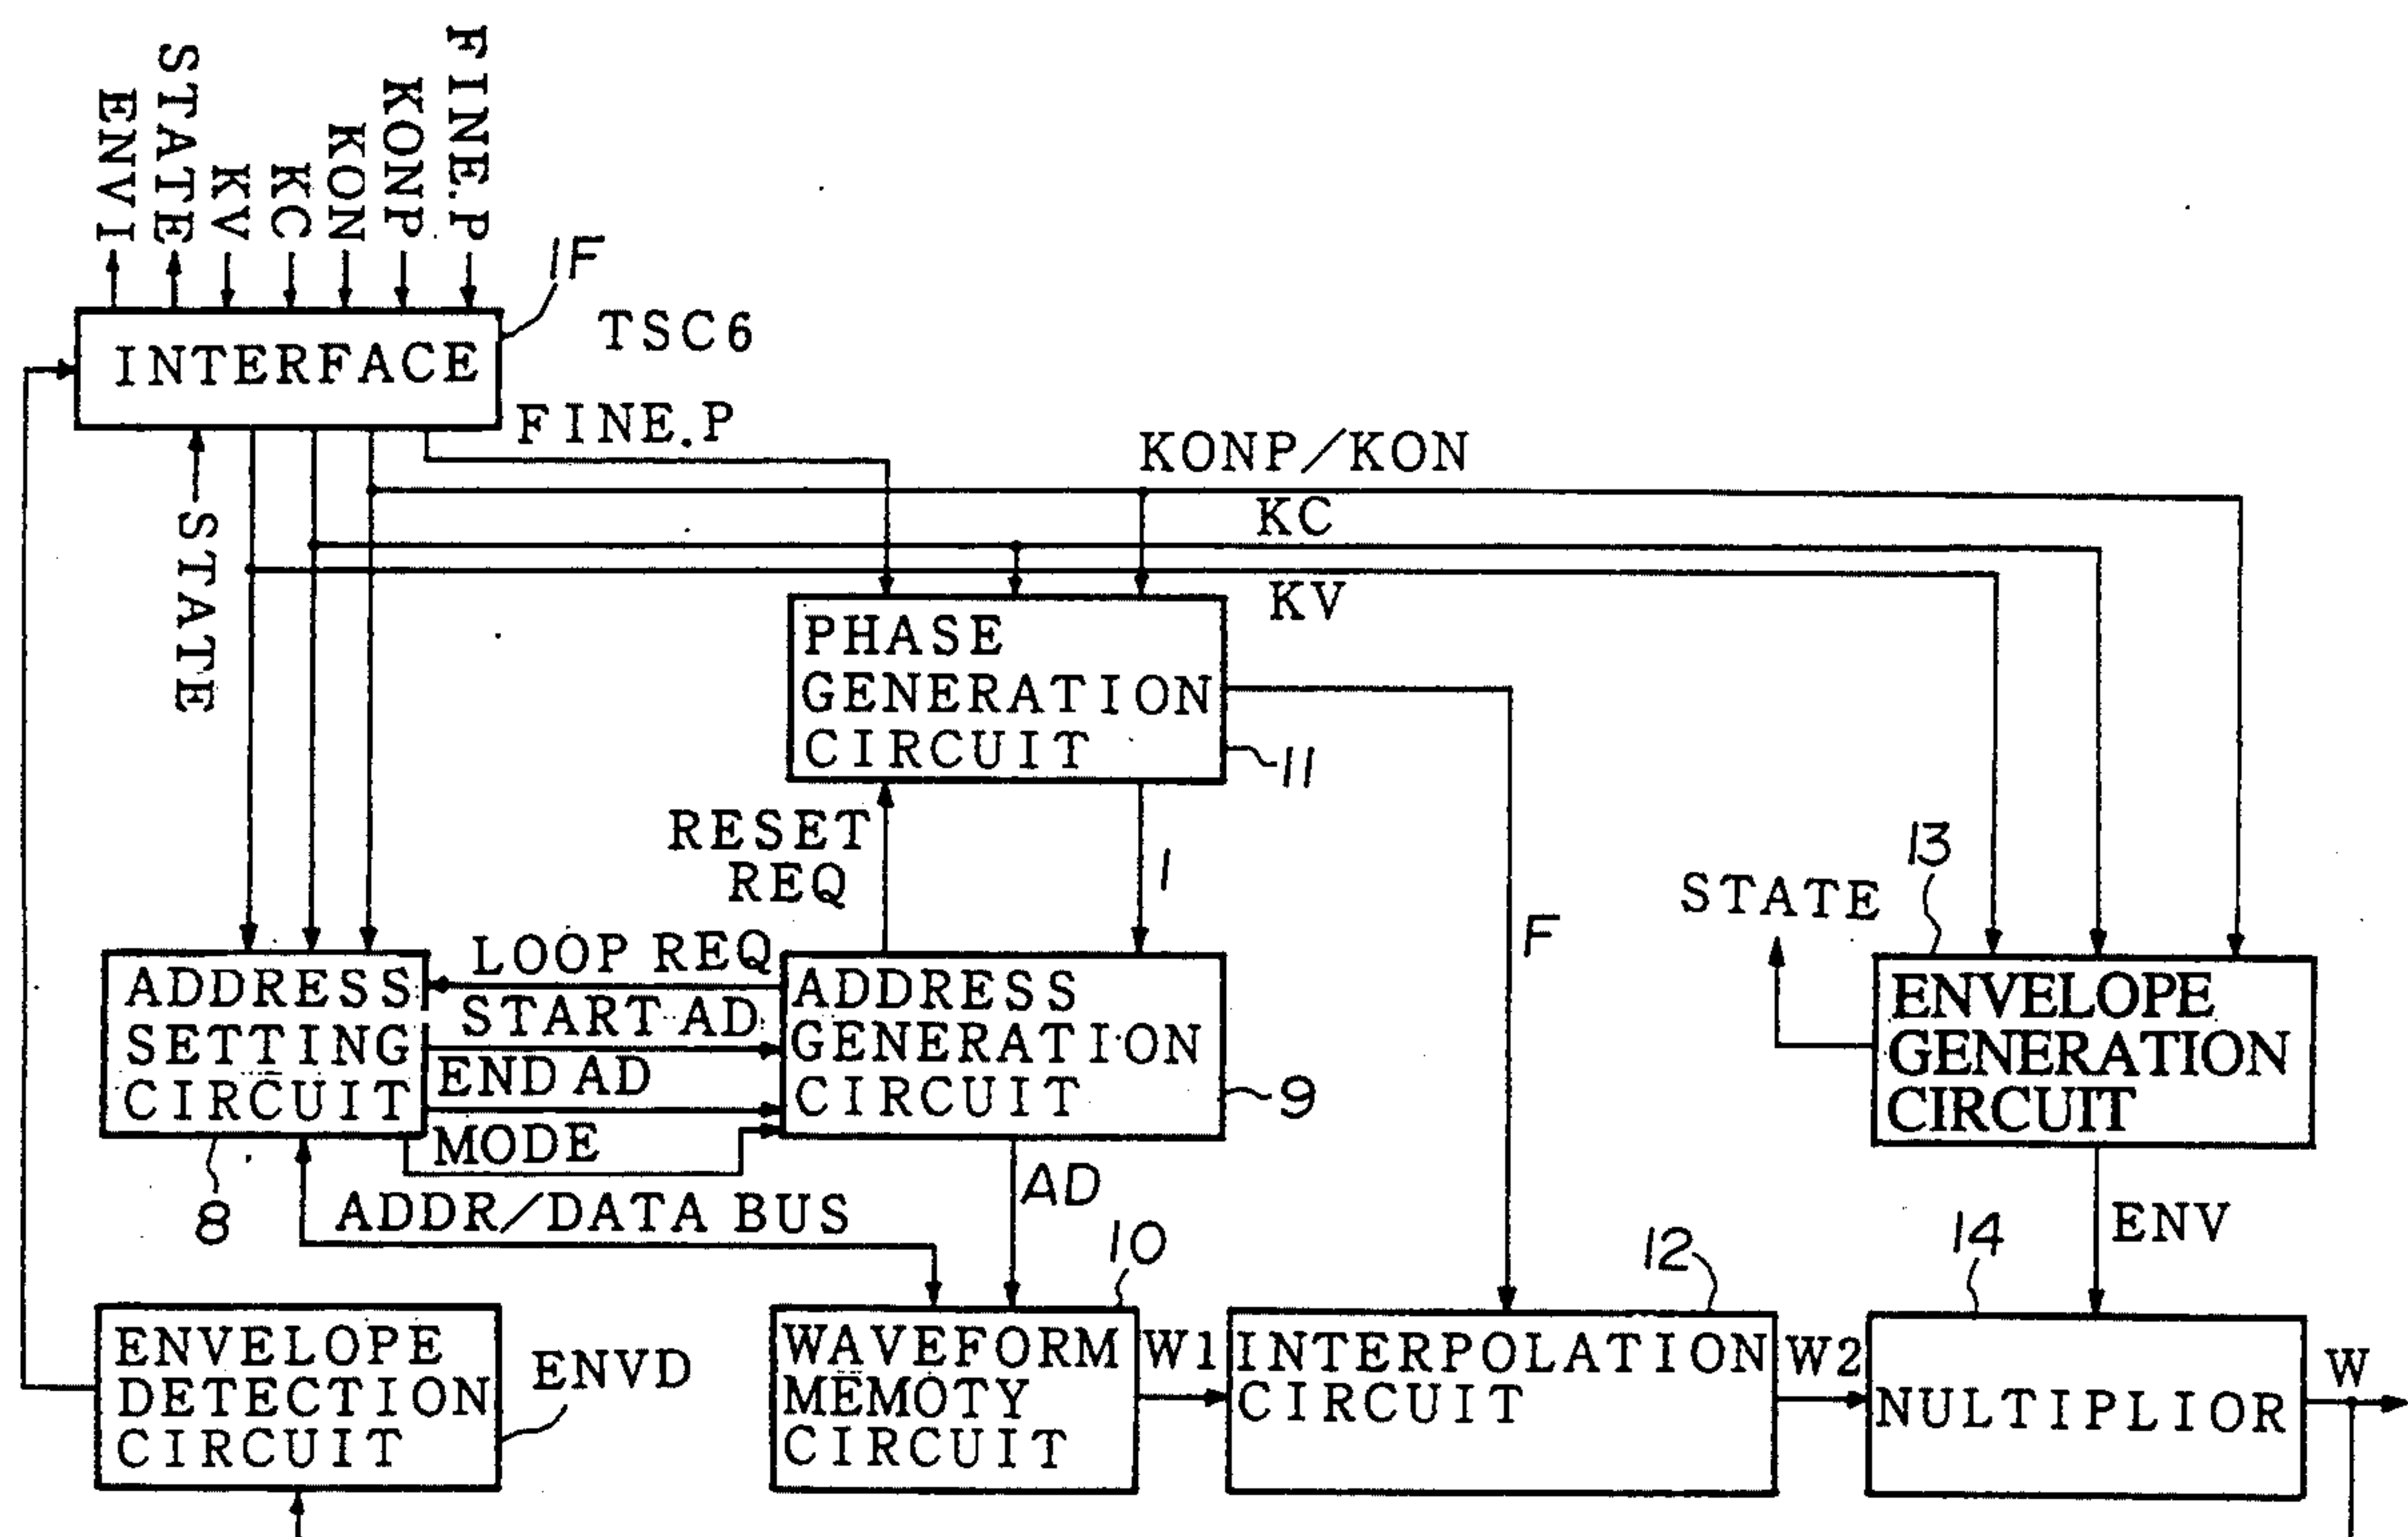 ENVI
STATE
KV
KC
KON
KONP
FINE.P
1F
TSC6
INTERFACE
FINE.P
KONP/KON
KC
KV
STATE
PHASE
GENERATION
CIRCUIT
11
RESET
REQ
I
F
13
STATE
LOOP REQ
START AD
END AD
MODE
ADDRESS
SETTING
CIRCUIT
8
ADDRESS
GENERATION
CIRCUIT
9
ENVELOPE
GENERATION
CIRCUIT
ADDR/DATA BUS
AD
10
12
14
ENV
ENVELOPE
DETECTION
CIRCUIT
ENVD
WAVEFORM
MEMOTY
CIRCUIT
W1
INTERPOLATION
CIRCUIT
W2
NULTIPLIOR
W